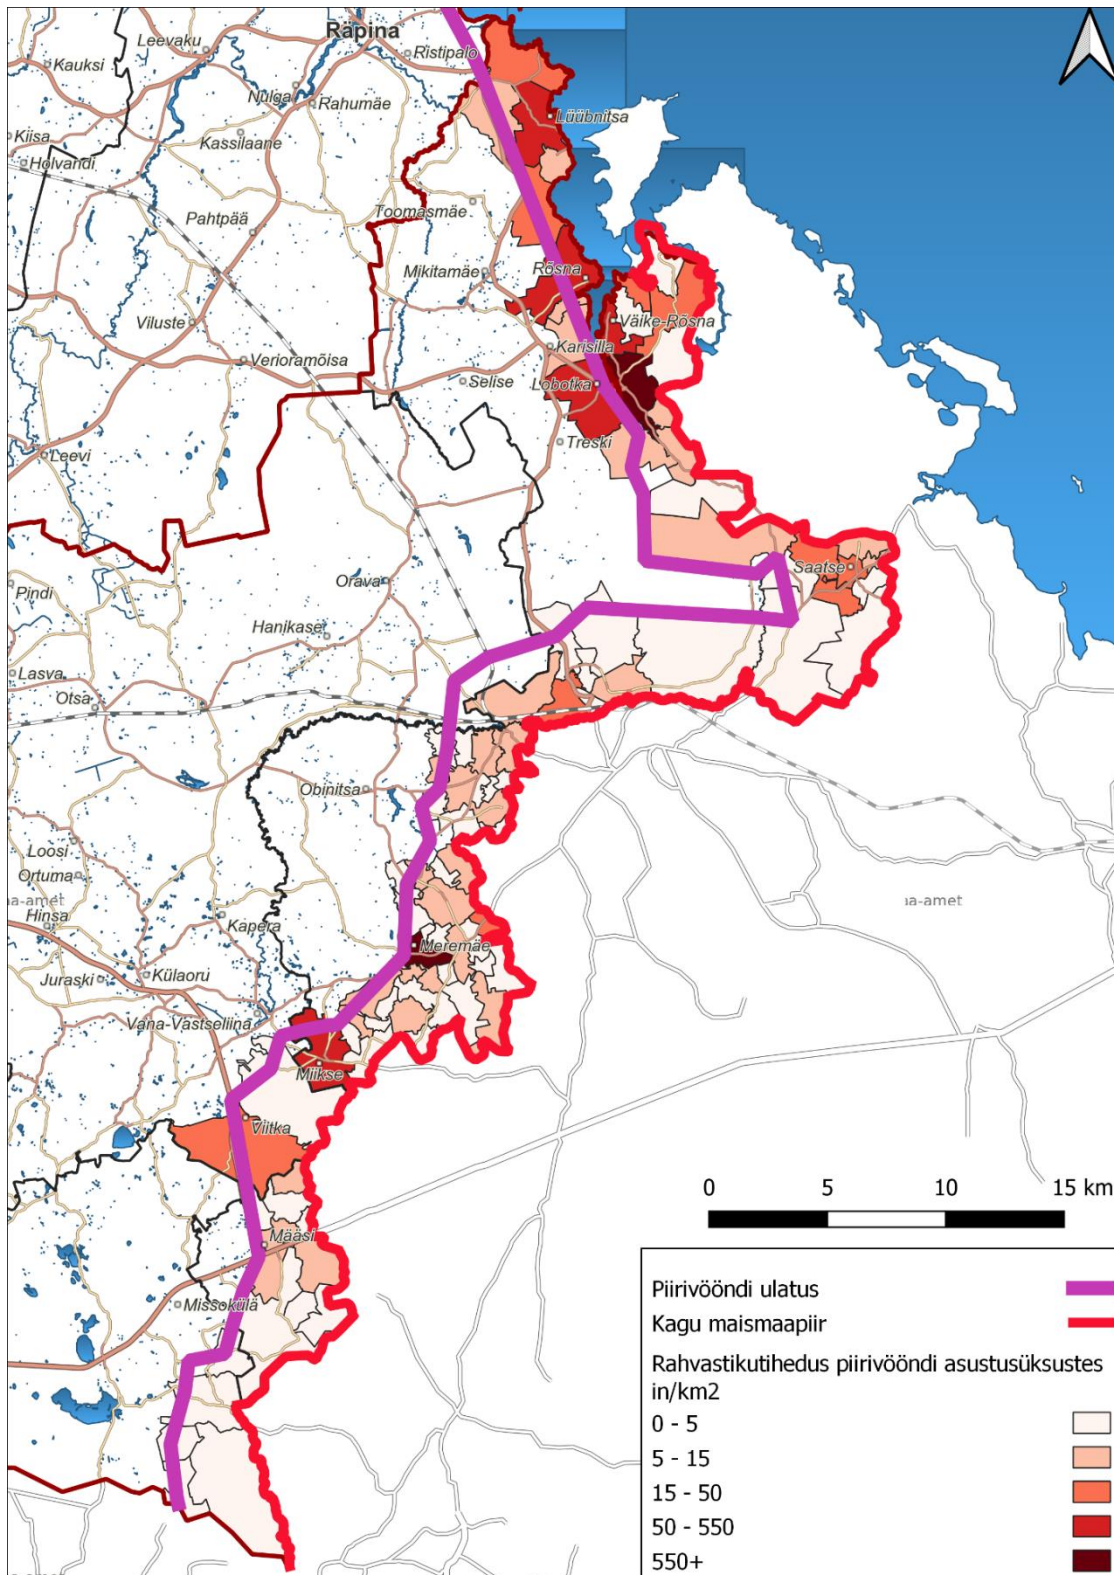 Räpina
Leevaku
Ristipalo
Kauksi
Nulga
Rahumäe
Lüübnitsa
Kiisa
Kassilaane
Holvandi
Toomasmäe
Pahtpää
Mikitamäe
Rõsna
Viluste
Väike-Rõsna
Karisilla
Verioramõisa
Selise
Lobotka
Treski
Leevi
Saatse
Orava
Pindi
Hanikase
Lasva
Otsa
Obinitsa
Loosi
Ortuma
aa-amet
Hinsa
Kapera
Meremäe
Külaoru
Juraski
Vana-Vastseliina
Miikse
Viitka
0 5 10 15 km
Määsi
Missokülä
Piirivööndi ulatus
Kagu maismaapiir
Rahvastikutihedus piirivööndi asustusüksustes
in/km2
0 - 5
5 - 15
15 - 50
50 - 550
550+